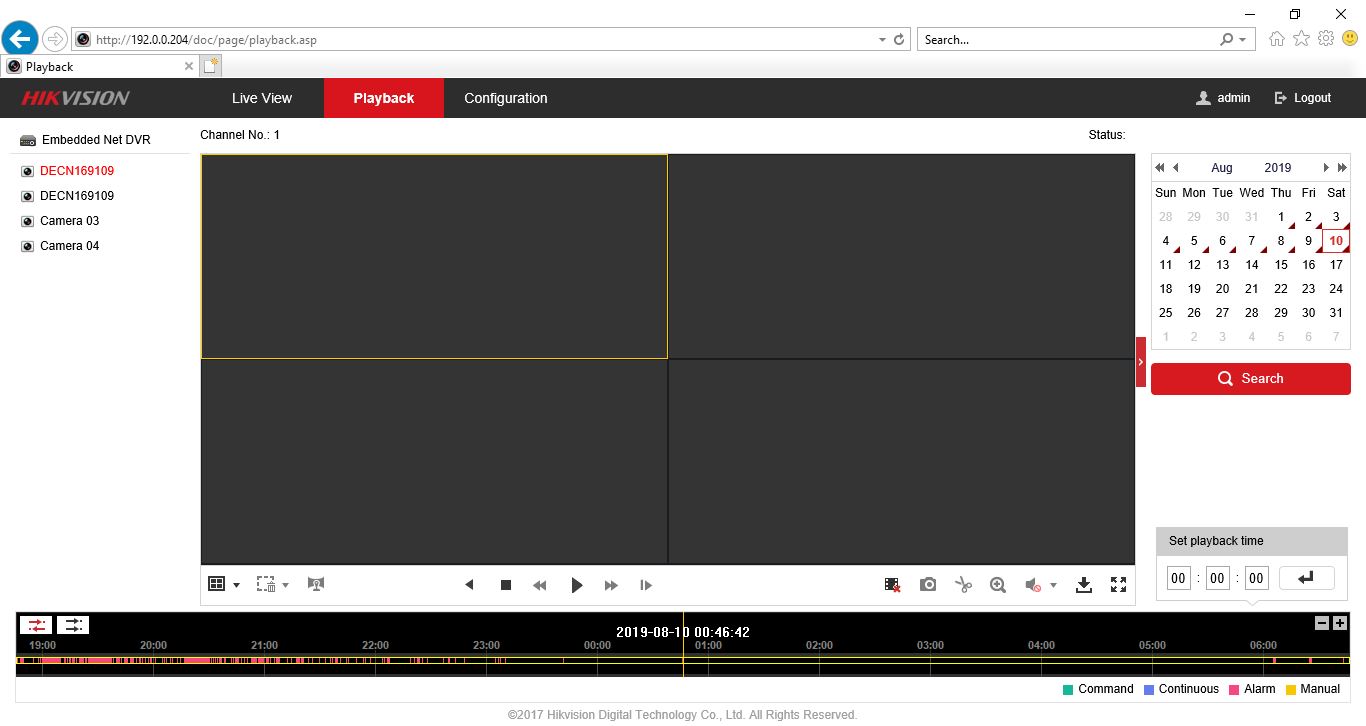 http://192.0.0.204/doc/page/playback.asp
Search...
Playback
HIKVISION
Live View
Playback
Configuration
admin
Logout
Embedded Net DVR
DECN169109
DECN169109
Camera 03
Camera 04
Channel No.: 1
Status:
Aug 2019
Sun Mon Tue Wed Thu Fri Sat
28 29 30 31 1 2 3
4 5 6 7 8 9 10
11 12 13 14 15 16 17
18 19 20 21 22 23 24
25 26 27 28 29 30 31
1 2 3 4 5 6 7
Search
Set playback time
00 : 00 : 00
2019-08-10 00:46:42
19:00 20:00 21:00 22:00 23:00 00:00 01:00 02:00 03:00 04:00 05:00 06:00
Command Continuous Alarm Manual
©2017 Hikvision Digital Technology Co., Ltd. All Rights Reserved.